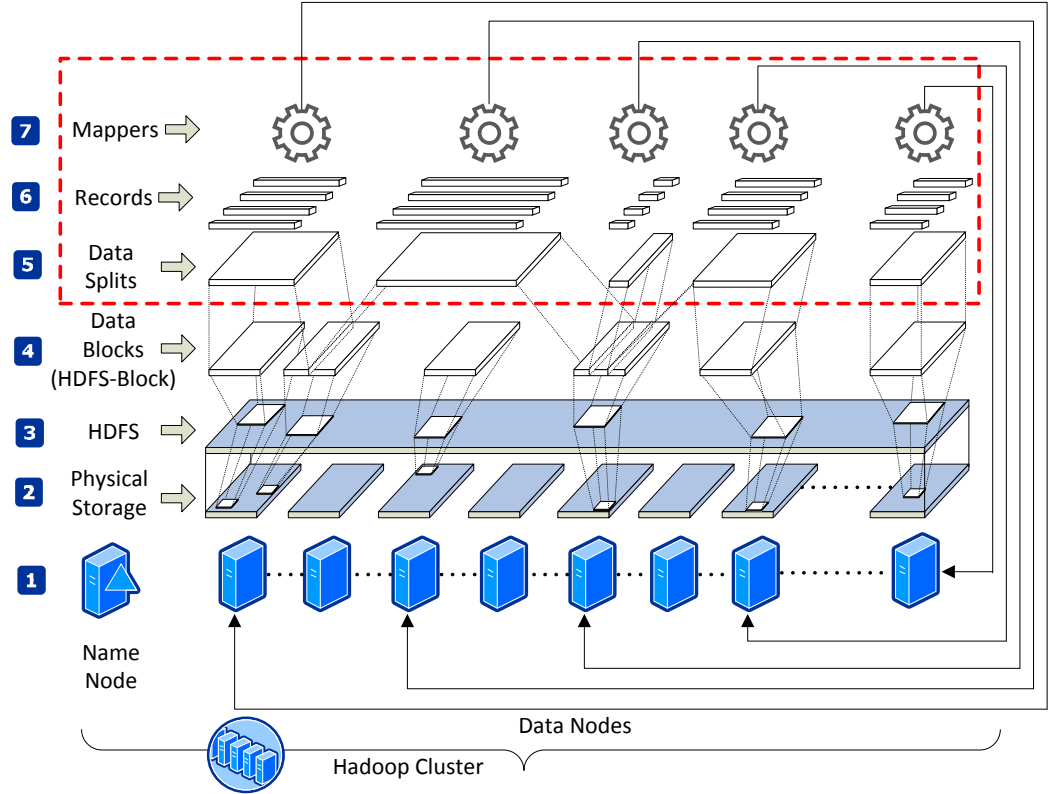 7 Mappers
6 Records
5 Data
Splits
Data
4 Blocks
(HDFS-Block)
3 HDFS
2 Physical
Storage
1
Name
Node
Data Nodes
Hadoop Cluster